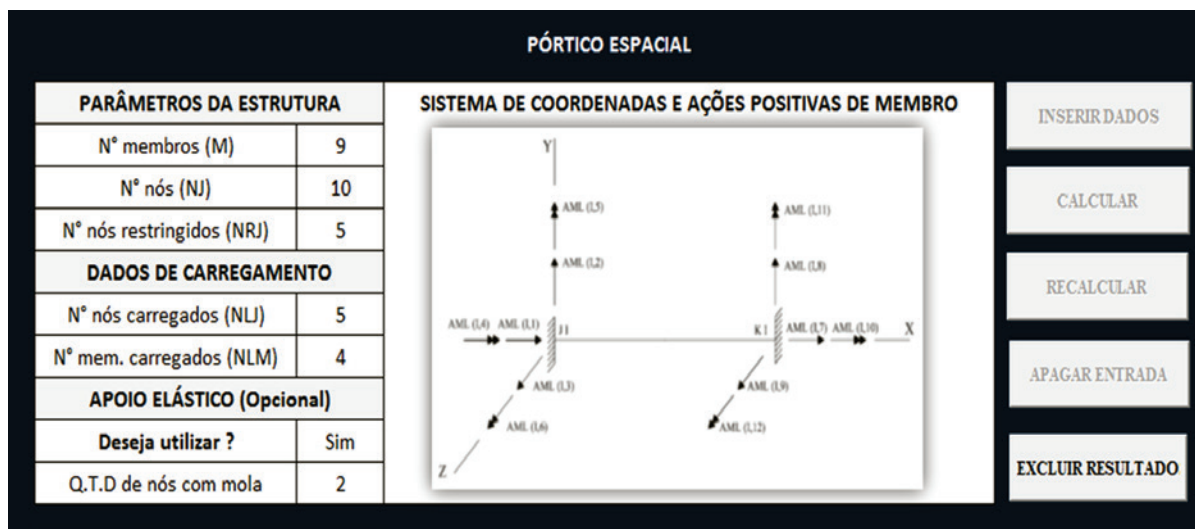 PÓRTICO ESPACIAL
PARÂMETROS DA ESTRUTURA
N° membros (M) 9
N° nós (NJ) 10
N° nós restringidos (NRJ) 5
DADOS DE CARREGAMENTO
N° nós carregados (NLJ) 5
N° mem. carregados (NLM) 4
APOIO ELÁSTICO (Opcional)
Deseja utilizar ? Sim
Q.T.D de nós com mola 2
SISTEMA DE COORDENADAS E AÇÕES POSITIVAS DE MEMBRO
Y
AML (I,5) AML (I,11)
AML (I,2) AML (I,8)
AML (I,4) AML (I,1) J1 K1 AML (I,7) AML (I,10) X
AML (I,3) AML (I,9)
AML (I,6) AML (I,12)
Z
INSERIR DADOS
CALCULAR
RECALCULAR
APAGAR ENTRADA
EXCLUIR RESULTADO